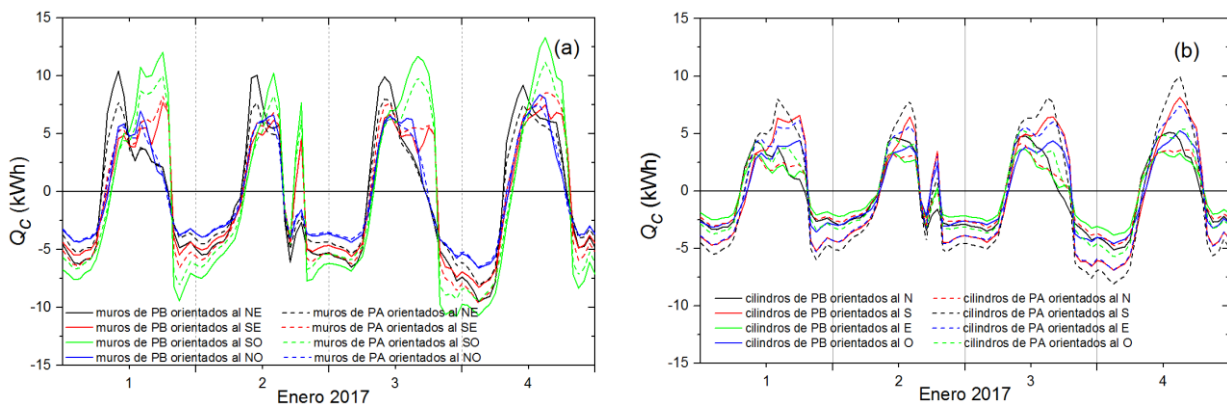 (a)
15
10
5
0
-5
-10
-15
Q_C (kWh)
muros de PB orientados al NE
muros de PB orientados al SE
muros de PB orientados al SO
muros de PB orientados al NO
muros de PA orientados al NE
muros de PA orientados al SE
muros de PA orientados al SO
muros de PA orientados al NO
1 2 3 4
Enero 2017
(b)
15
10
5
0
-5
-10
-15
Q_C (kWh)
cilindros de PB orientados al N
cilindros de PB orientados al S
cilindros de PB orientados al E
cilindros de PB orientados al O
cilindros de PA orientados al N
cilindros de PA orientados al S
cilindros de PA orientados al E
cilindros de PA orientados al O
1 2 3 4
Enero 2017